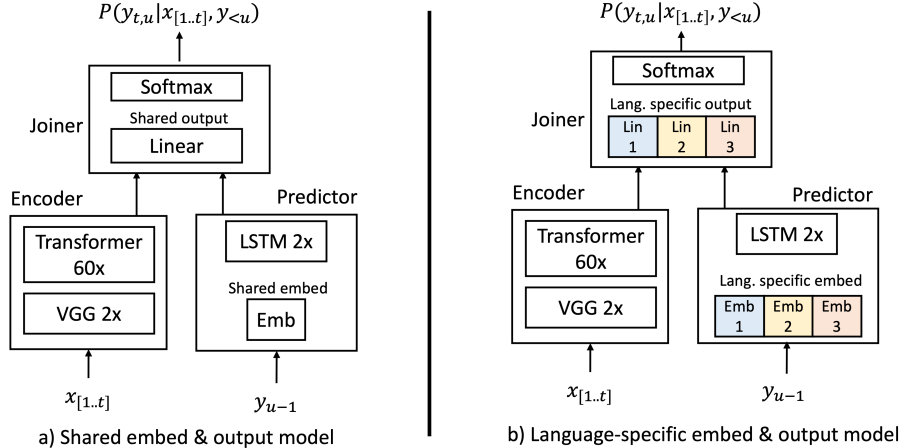 P(y_{t,u}|x_{[1..t]}, y_{<u})
Softmax
Shared output
Joiner
Linear
Encoder
Predictor
Transformer
60x
LSTM 2x
Shared embed
VGG 2x
Emb
x_{[1..t]}
y_{u−1}
a) Shared embed & output model
P(y_{t,u}|x_{[1..t]}, y_{<u})
Softmax
Lang. specific output
Joiner
Lin 1
Lin 2
Lin 3
Encoder
Predictor
Transformer
60x
LSTM 2x
Lang. specific embed
VGG 2x
Emb 1
Emb 2
Emb 3
x_{[1..t]}
y_{u−1}
b) Language-specific embed & output model